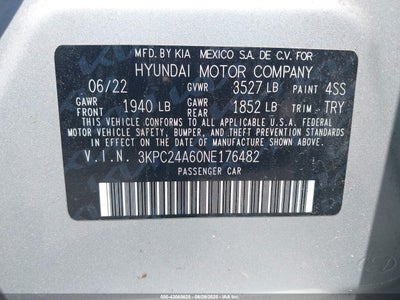 MFD.BY KIA MEXICO S.A. DE C.V. FOR
HYUNDAI MOTOR COMPANY
06/22 GVWR 3527 LB PAINT 4SS
GAWR FRONT 1940 LB GAWR REAR 1852 LB TRIM TRY
THIS VEHICLE CONFORMS TO ALL APPLICABLE U.S. FEDERAL
MOTOR VEHICLE SAFETY, BUMPER, AND THEFT PREVENTION STANDARDS
IN EFFECT ON THE DATE OF MANUFACTURE SHOWN ABOVE.
V.I.N. 3KPC24A60NE176482
PASSENGER CAR